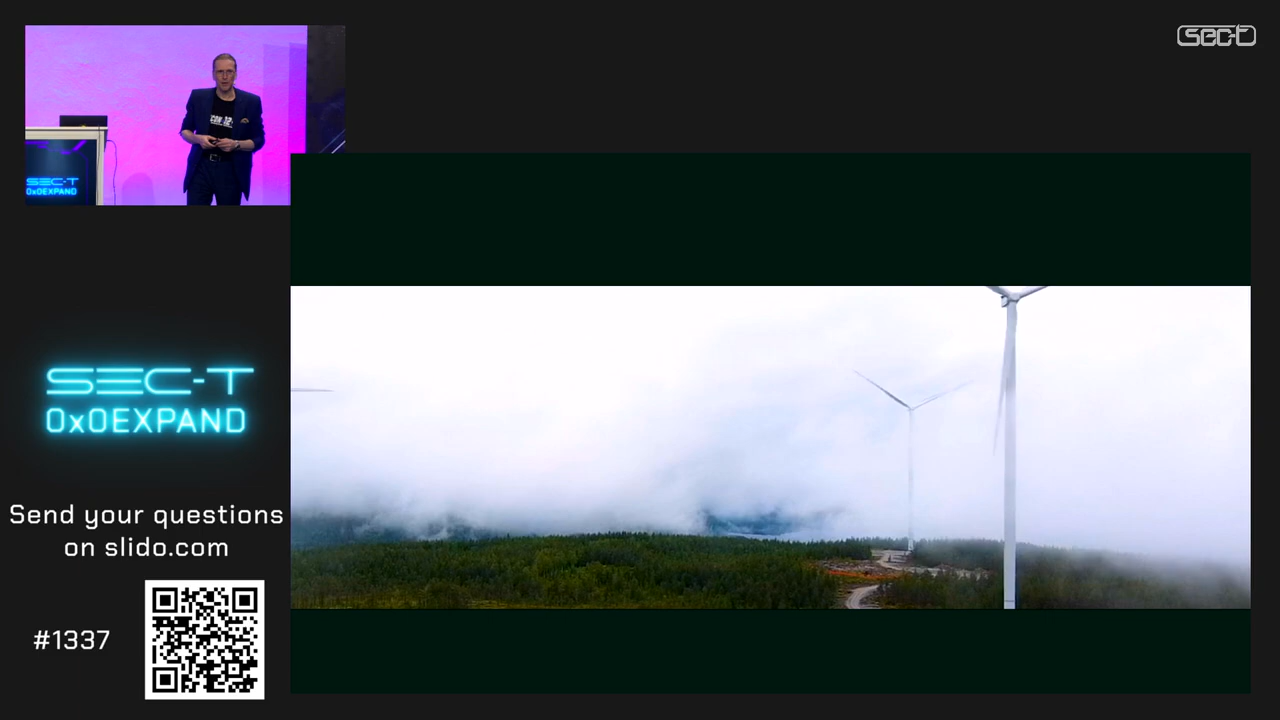 sec-t
SEC-T
0x0EXPAND
SEC-T
0x0EXPAND
Send your questions
on slido.com
#1337